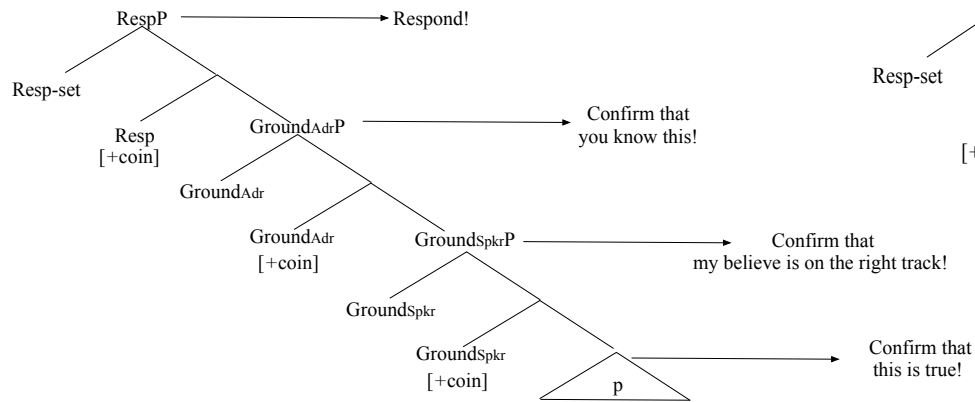 RespP
Respond!
Resp-set
Resp
[+coin]
GroundAdrP
Confirm that
you know this!
GroundAdr
GroundAdr
[+coin]
GroundSpkrP
Confirm that
my believe is on the right track!
GroundSpkr
GroundSpkr
[+coin]
p
Confirm that
this is true!
Resp-set
[+